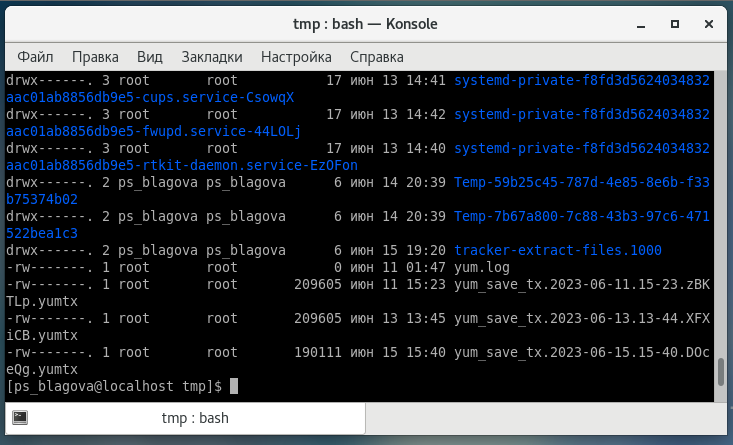 tmp : bash — Konsole
Файл Правка Вид Закладки Настройка Справка
drwx------. 3 root root 17 июн 13 14:41 systemd-private-f8fd3d5624034832
aac01ab8856db9e5-cups.service-CsowqX
drwx------. 3 root root 17 июн 13 14:42 systemd-private-f8fd3d5624034832
aac01ab8856db9e5-fwupd.service-44LOLj
drwx------. 3 root root 17 июн 13 14:40 systemd-private-f8fd3d5624034832
aac01ab8856db9e5-rtkit-daemon.service-EzOFon
drwx------. 2 ps_blagova ps_blagova 6 июн 14 20:39 Temp-59b25c45-787d-4e85-8e6b-f33
b75374b02
drwx------. 2 ps_blagova ps_blagova 6 июн 14 20:39 Temp-7b67a800-7c88-43b3-97c6-471
522bea1c3
drwx------. 2 ps_blagova ps_blagova 6 июн 15 19:20 tracker-extract-files.1000
-rw-------. 1 root root 0 июн 11 01:47 yum.log
-rw-------. 1 root root 209605 июн 11 15:23 yum_save_tx.2023-06-11.15-23.zBK
TLp.yumtx
-rw-------. 1 root root 209605 июн 13 13:45 yum_save_tx.2023-06-13.13-44.XFX
iCB.yumtx
-rw-------. 1 root root 190111 июн 15 15:40 yum_save_tx.2023-06-15.15-40.DOc
eQg.yumtx
[ps_blagova@localhost tmp]$
tmp : bash